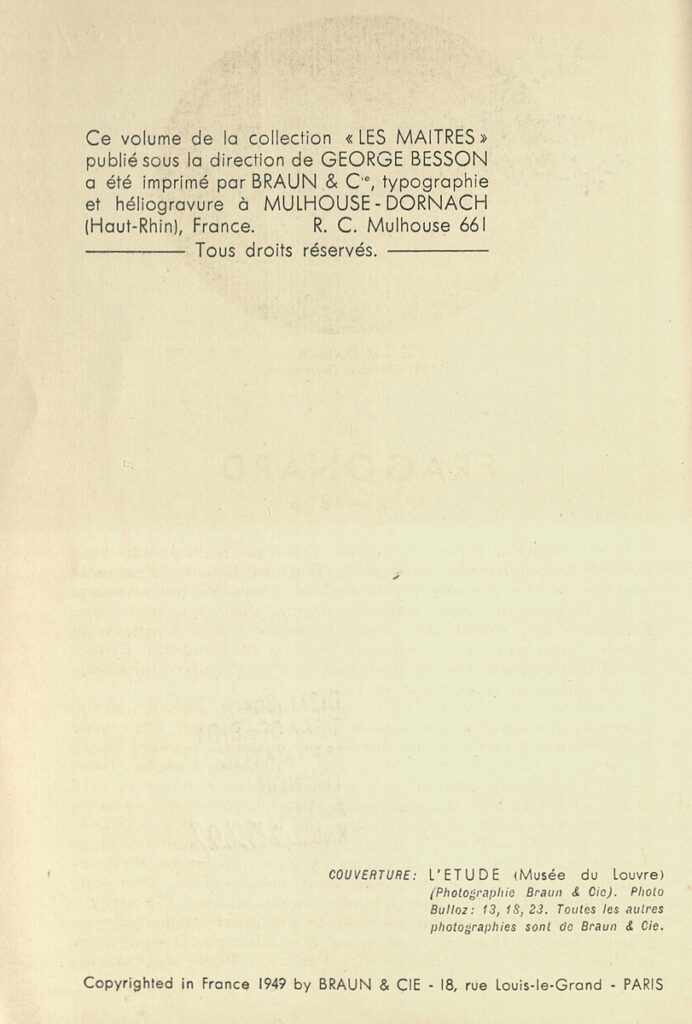 Ce volume de la collection « LES MAITRES »
publié sous la direction de GEORGE BESSON
a été imprimé par BRAUN & Cie, typographie
et héliogravure à MULHOUSE - DORNACH
(Haut-Rhin), France. R. C. Mulhouse 661
Tous droits réservés.
FRAGONARD
COUVERTURE: L'ETUDE (Musée du Louvre)
(Photographie Braun & Cie). Photo
Bulloz: 13, 18, 23. Toutes les autres
photographies sont de Braun & Cie.
Copyrighted in France 1949 by BRAUN & CIE - 18, rue Louis-le-Grand - PARIS